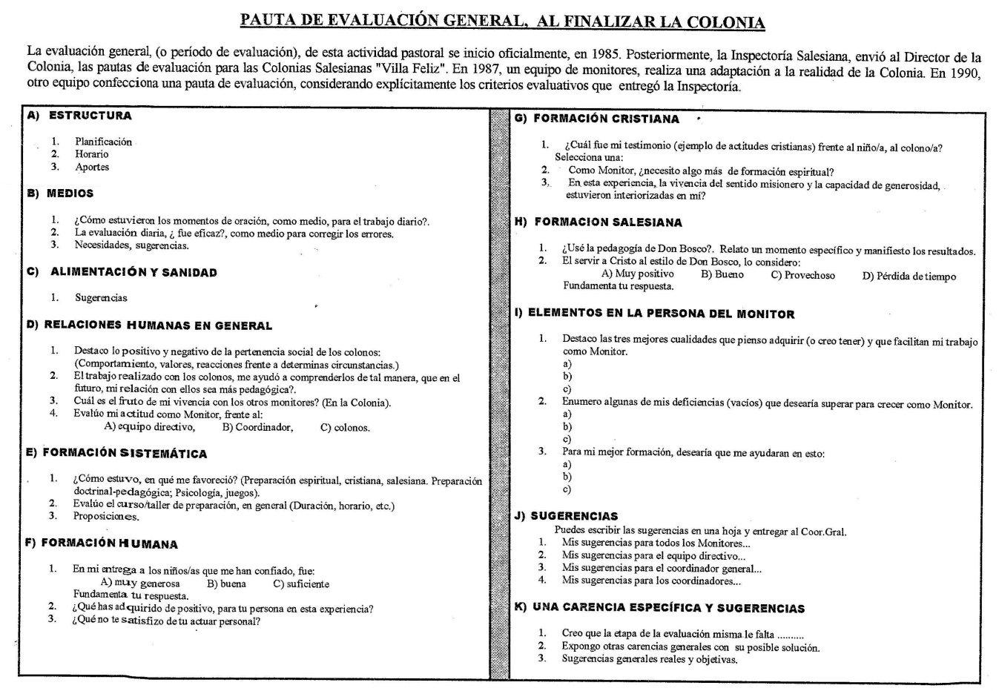 PAUTA DE EVALUACIÓN GENERAL, AL FINALIZAR LA COLONIA
La evaluación general, (o período de evaluación), de esta actividad pastoral se inicio oficialmente, en 1985. Posteriormente, la Inspectoría Salesiana, envió al Director de la
Colonia, las pautas de evaluación para las Colonias Salesianas "Villa Feliz". En 1987, un equipo de monitores, realiza una adaptación a la realidad de la Colonia. En 1990,
otro equipo confecciona una pauta de evaluación, considerando explícitamente los criterios evaluativos que entregó la Inspectoría.
A) ESTRUCTURA
1. Planificación
2. Horario
3. Aportes
B) MEDIOS
1. ¿Cómo estuvieron los momentos de oración, como medio, para el trabajo diario?.
2. La evaluación diaria, ¿ fue eficaz?, como medio para corregir los errores.
3. Necesidades, sugerencias.
C) ALIMENTACIÓN Y SANIDAD
1. Sugerencias
D) RELACIONES HUMANAS EN GENERAL
1. Destaco lo positivo y negativo de la pertenencia social de los colonos:
(Comportamiento, valores, reacciones frente a determinas circunstancias.)
2. El trabajo realizado con los colonos, me ayudó a comprenderlos de tal manera, que en el
futuro, mi relación con ellos sea más pedagógica?.
3. Cuál es el fruto de mi vivencia con los otros monitores? (En la Colonia).
4. Evalúo mi actitud como Monitor, frente al:
A) equipo directivo, B) Coordinador, C) colonos.
E) FORMACIÓN SISTEMÁTICA
1. ¿Cómo estuvo, en qué me favoreció? (Preparación espiritual, cristiana, salesiana. Preparación
doctrinal-pedagógica; Psicología, juegos).
2. Evalúo el curso/taller de preparación, en general (Duración, horario, etc.)
3. Proposiciones.
F) FORMACIÓN HUMANA
1. En mi entrega a los niños/as que me han confiado, fue:
A) muy generosa B) buena C) suficiente
Fundamenta tu respuesta.
2. ¿Qué has adquirido de positivo, para tu persona en esta experiencia?
3. ¿Qué no te satisfizo de tu actuar personal?
G) FORMACIÓN CRISTIANA
1. ¿Cuál fue mi testimonio (ejemplo de actitudes cristianas) frente al niño/a, al colono/a?
Selecciona una:
2. Como Monitor, ¿necesito algo más de formación espiritual?
3. En esta experiencia, la vivencia del sentido misionero y la capacidad de generosidad,
estuvieron interiorizadas en mí?
H) FORMACION SALESIANA
1. ¿Usé la pedagogía de Don Bosco?. Relato un momento específico y manifiesto los resultados.
2. El servir a Cristo al estilo de Don Bosco, lo considero:
A) Muy positivo B) Bueno C) Provechoso D) Pérdida de tiempo
Fundamenta tu respuesta.
I) ELEMENTOS EN LA PERSONA DEL MONITOR
1. Destaco las tres mejores cualidades que pienso adquirir (o creo tener) y que facilitan mi trabajo
como Monitor.
a)
b)
c)
2. Enumero algunas de mis deficiencias (vacíos) que desearía superar para crecer como Monitor.
a)
b)
c)
3. Para mi mejor formación, desearía que me ayudaran en esto:
a)
b)
c)
J) SUGERENCIAS
Puedes escribir las sugerencias en una hoja y entregar al Coor.Gral.
1. Mis sugerencias para todos los Monitores...
2. Mis sugerencias para el equipo directivo...
3. Mis sugerencias para el coordinador general...
4. Mis sugerencias para los coordinadores...
K) UNA CARENCIA ESPECÍFICA Y SUGERENCIAS
1. Creo que la etapa de la evaluación misma le falta ..........
2. Expongo otras carencias generales con su posible solución.
3. Sugerencias generales reales y objetivas.